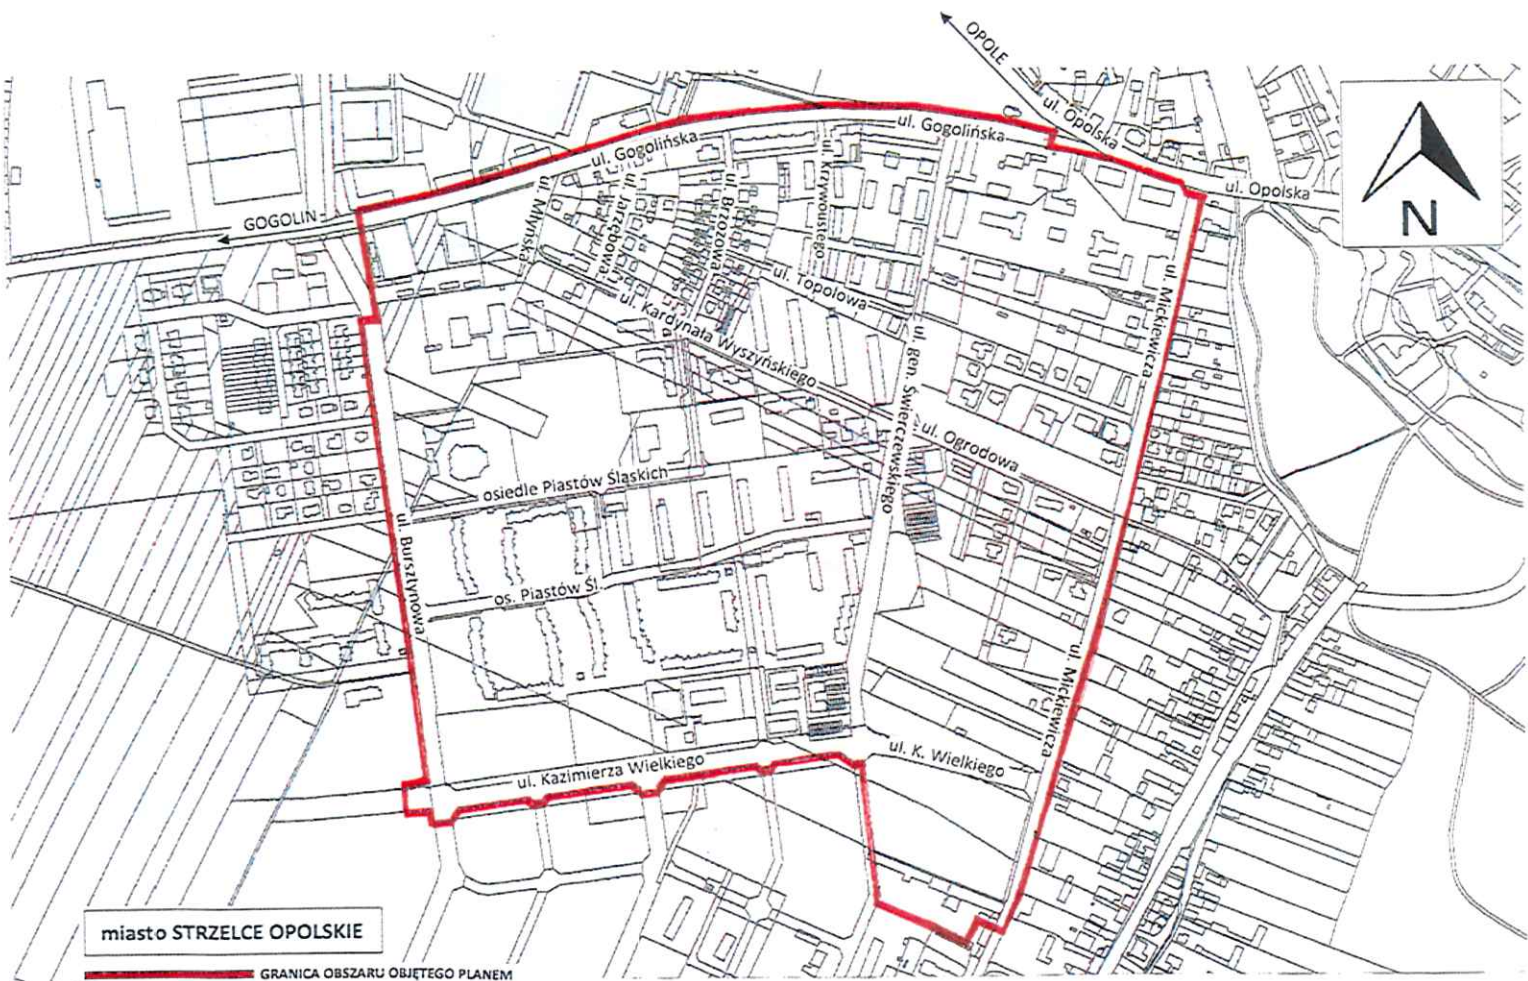 OPOLE
ul. Opolska
ul. Gogolińska
ul. Gogolińska
ul. Opolska
GOGOLIN
N
ul. Młyńska
ul. Jarzębowa
ul. Brzozowa
ul. Krzywoustego
ul. Topolowa
ul. Kardynała Wyszyńskiego
ul. Mickiewicza
ul. gen. Świerczewskiego
ul. Ogrodowa
osiedle Piastów Śląskich
ul. Bursztynowa
os. Piastów Śl.
ul. Mickiewicza
ul. K. Wielkiego
ul. Kazimierza Wielkiego
miasto STRZELCE OPOLSKIE
GRANICA OBSZARU OBJĘTEGO PLANEM